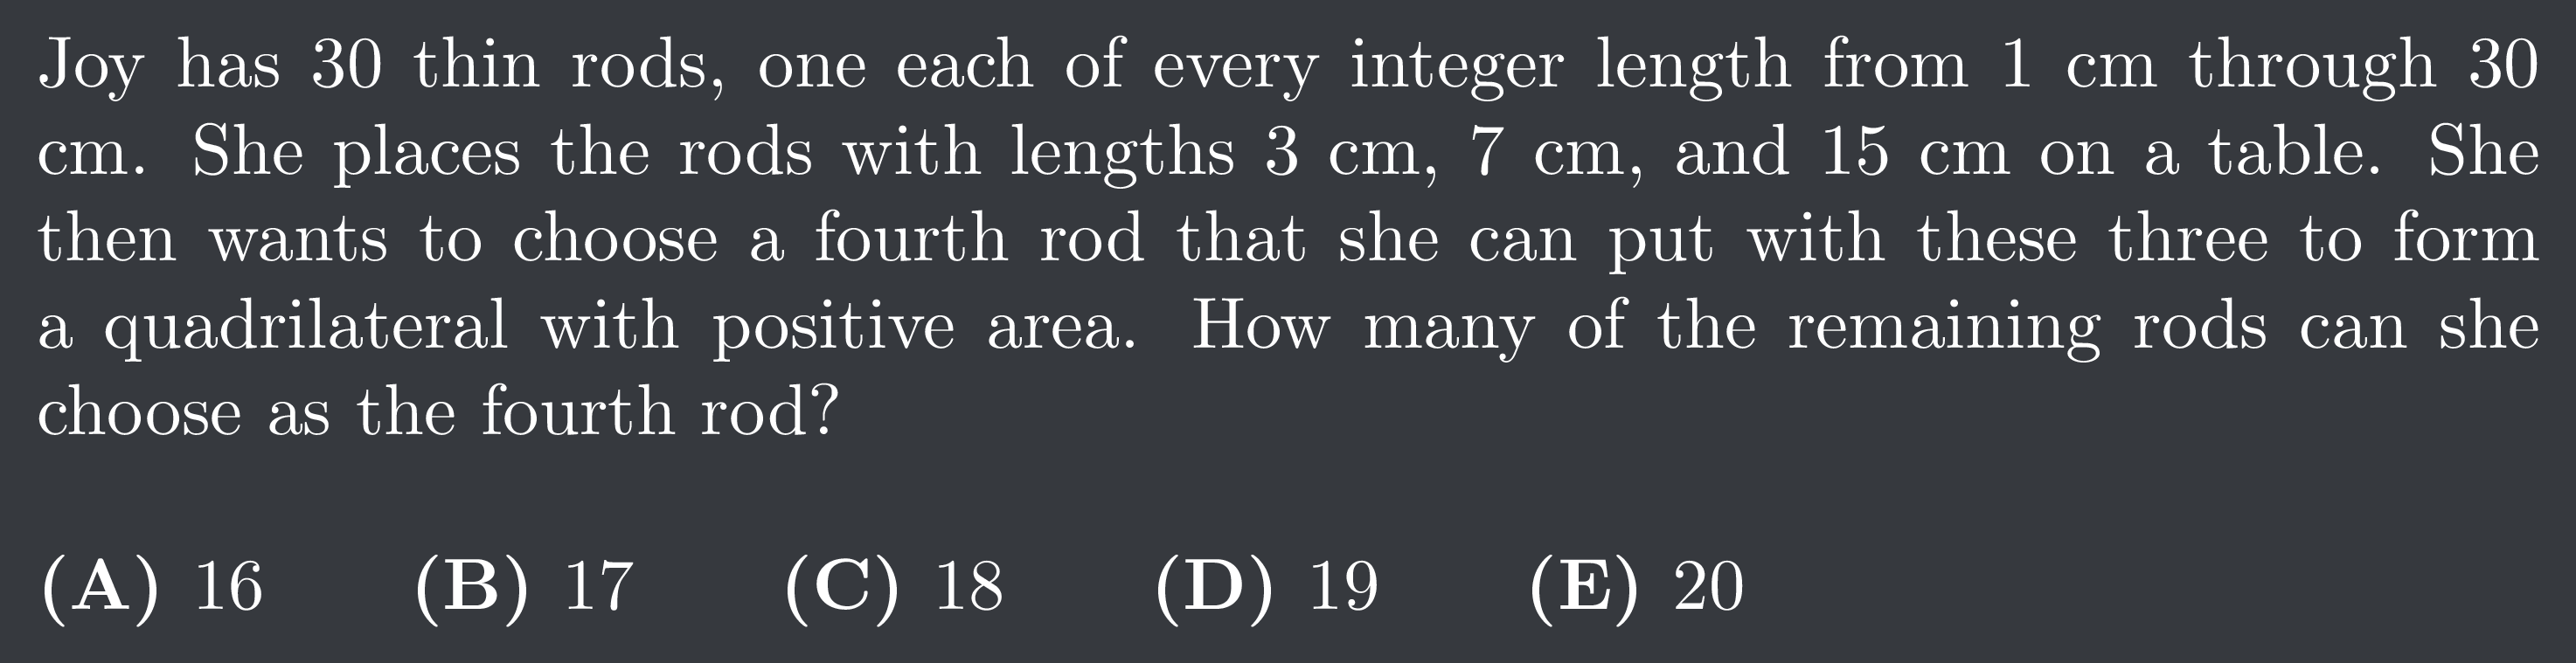 Joy has 30 thin rods, one each of every integer length from 1 cm through 30
cm. She places the rods with lengths 3 cm, 7 cm, and 15 cm on a table. She
then wants to choose a fourth rod that she can put with these three to form
a quadrilateral with positive area. How many of the remaining rods can she
choose as the fourth rod?
(A) 16 (B) 17 (C) 18 (D) 19 (E) 20